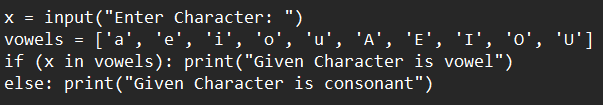 x = input("Enter Character: ")
vowels = ['a', 'e', 'i', 'o', 'u', 'A', 'E', 'I', 'O', 'U']
if (x in vowels): print("Given Character is vowel")
else: print("Given Character is consonant")